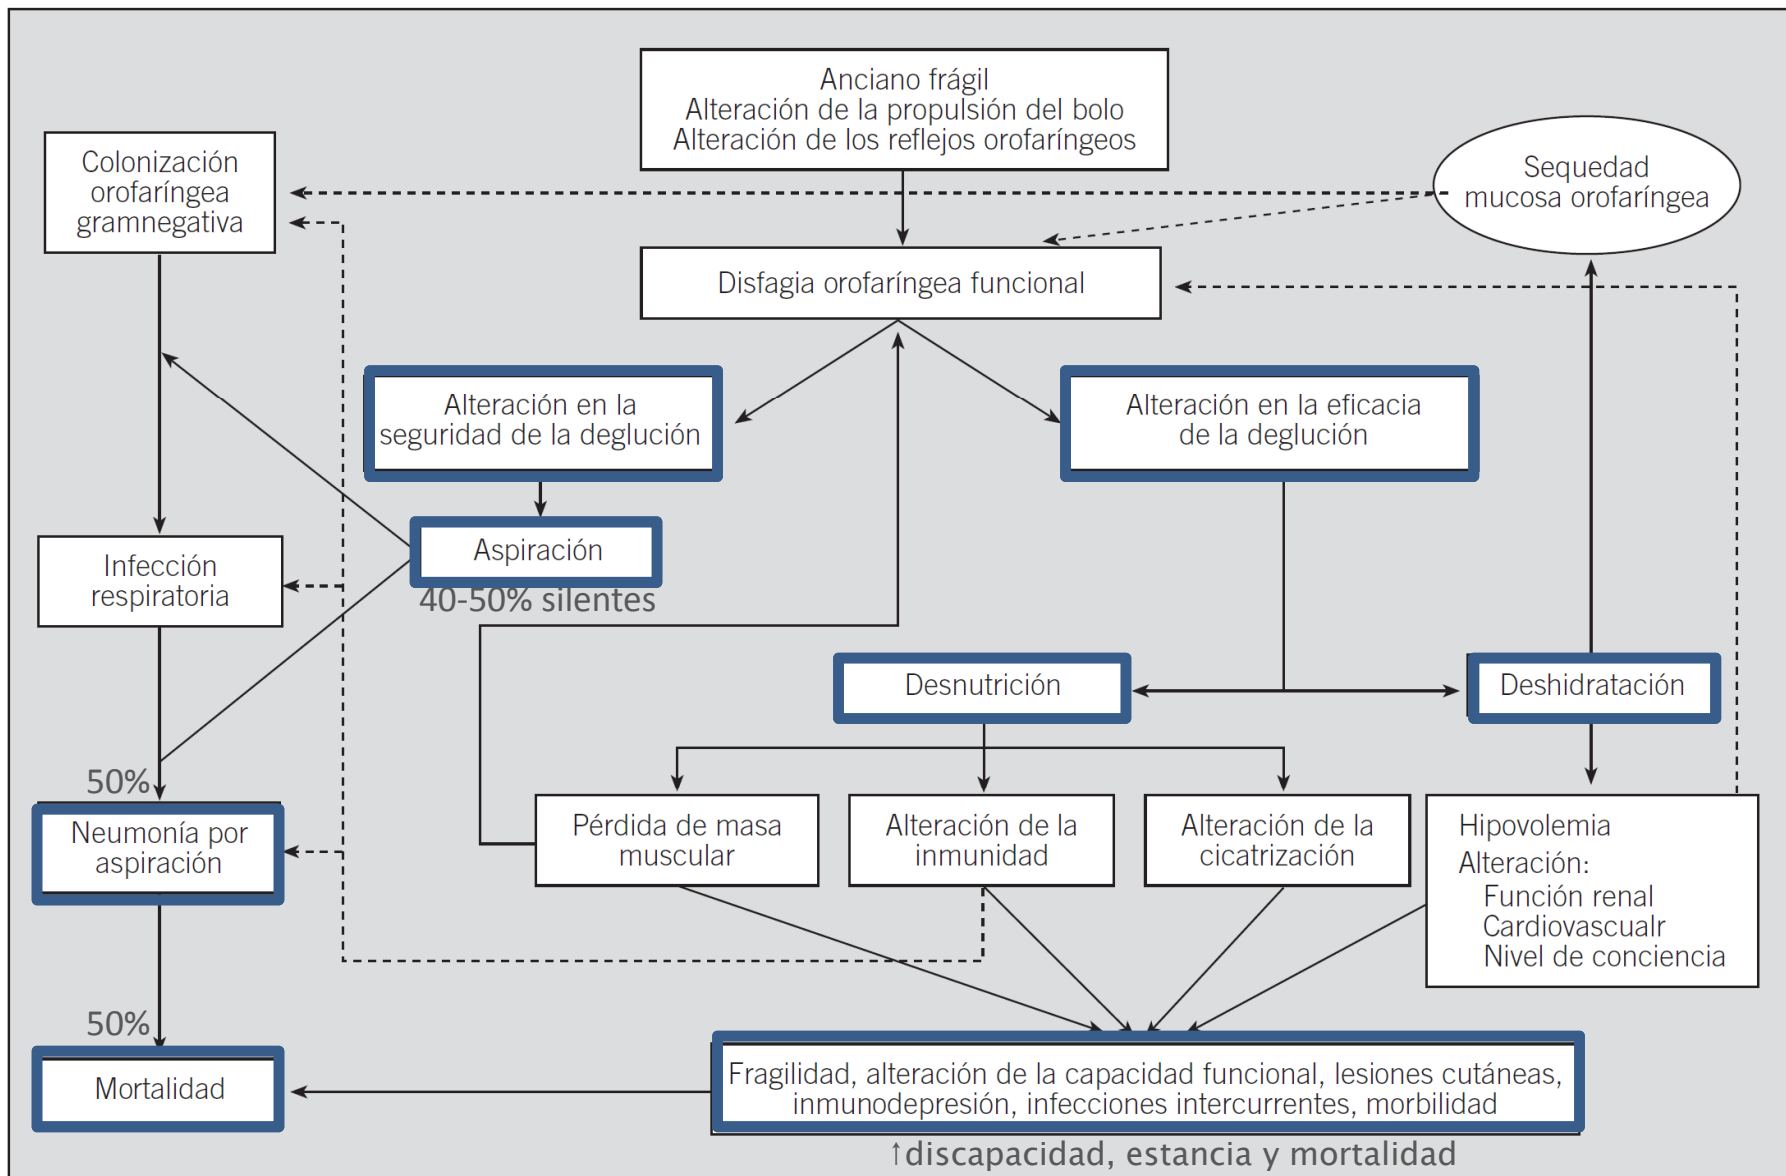 Anciano frágil
Alteración de la propulsión del bolo
Alteración de los reflejos orofaríngeos
Colonización
orofaríngea
gramnegativa
Sequedad
mucosa orofaríngea
Disfagia orofaríngea funcional
Alteración en la
seguridad de la deglución
Alteración en la eficacia
de la deglución
Aspiración
40-50% silentes
Infección
respiratoria
Desnutrición
Deshidratación
50%
Neumonía por
aspiración
Pérdida de masa
muscular
Alteración de la
inmunidad
Alteración de la
cicatrización
Hipovolemia
Alteración:
Función renal
Cardiovascualr
Nivel de conciencia
50%
Mortalidad
Fragilidad, alteración de la capacidad funcional, lesiones cutáneas,
inmunodepresión, infecciones intercurrentes, morbilidad
↑discapacidad, estancia y mortalidad